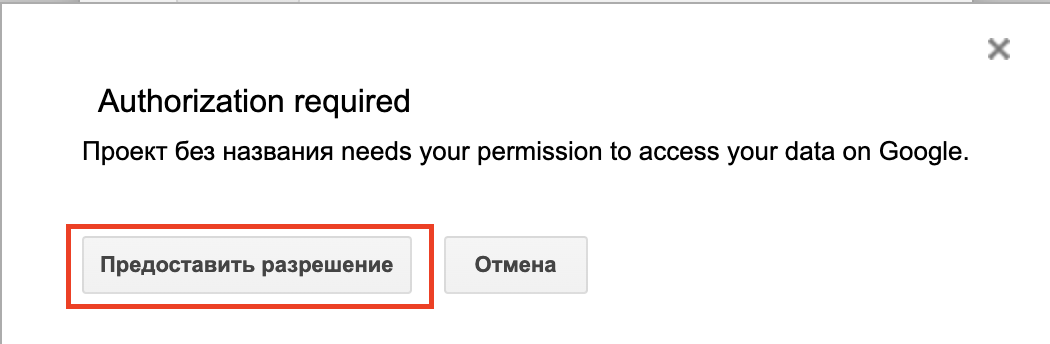 Authorization required
Проект без названия needs your permission to access your data on Google.
Предоставить разрешение
Отмена